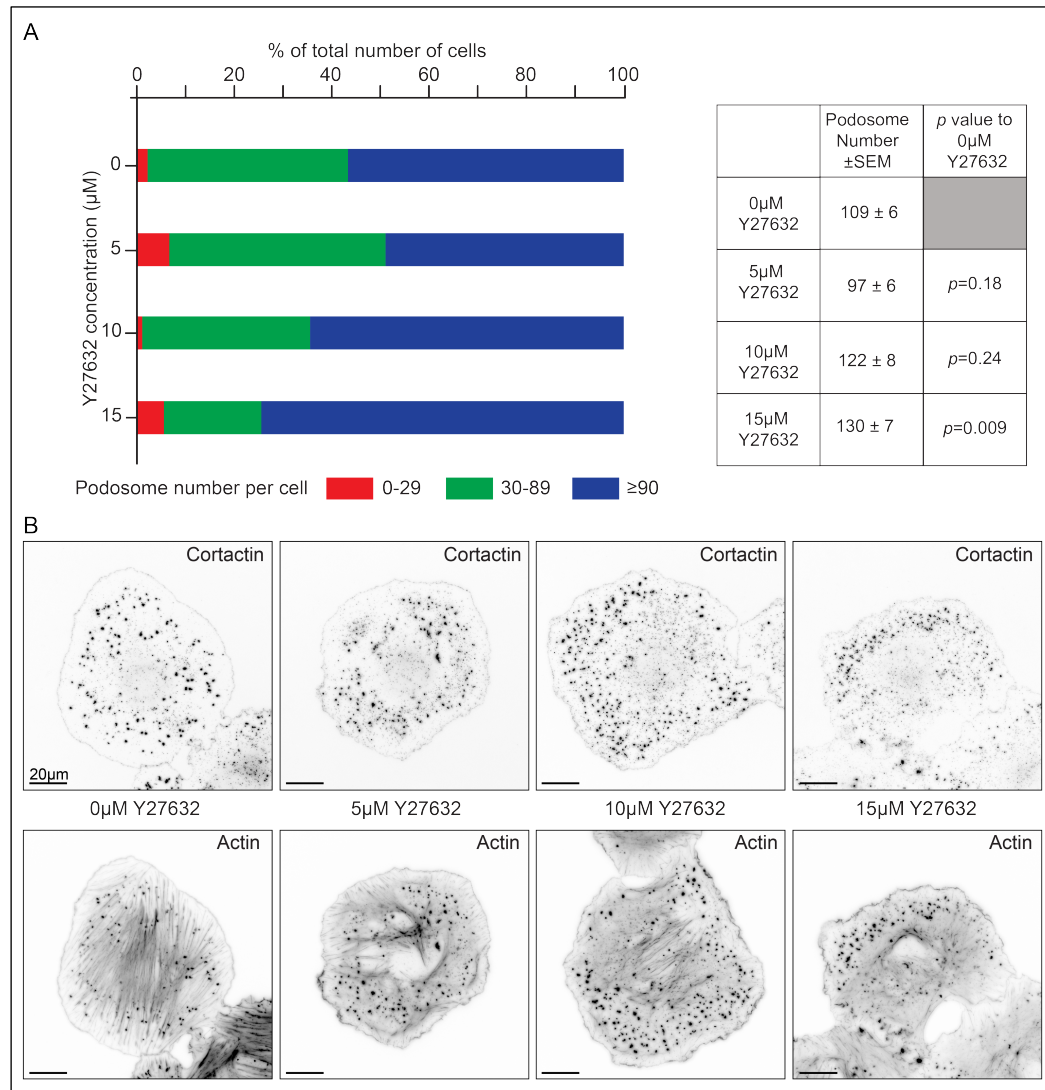 A
% of total number of cells
0 20 40 60 80 100
Y27632 concentration (µM)
0
5
10
15
Podosome number per cell 0-29 30-89 ≥90
Podosome
Number
±SEM
p value to
0µM
Y27632
0µM
Y27632
109 ± 6
5µM
Y27632
97 ± 6
p=0.18
10µM
Y27632
122 ± 8
p=0.24
15µM
Y27632
130 ± 7
p=0.009
B
Cortactin Cortactin Cortactin Cortactin
20µm
0µM Y27632 5µM Y27632 10µM Y27632 15µM Y27632
Actin Actin Actin Actin